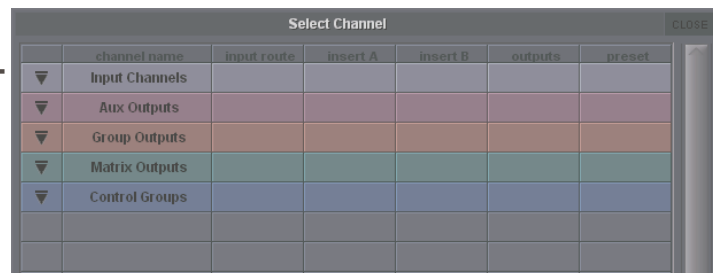 Select Channel CLOSE
channel name input route insert A insert B outputs preset
Input Channels
Aux Outputs
Group Outputs
Matrix Outputs
Control Groups